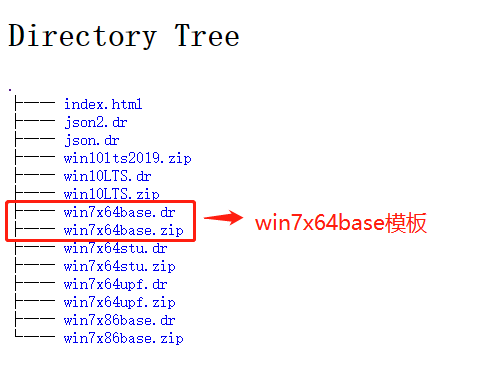 Directory Tree
.
├── index.html
├── json2.dr
├── json.dr
├── win10lts2019.zip
├── win10LTS.dr
├── win10LTS.zip
├── win7x64base.dr
├── win7x64base.zip
win7x64base模板
├── win7x64stu.dr
├── win7x64stu.zip
├── win7x64upf.dr
├── win7x64upf.zip
├── win7x86base.dr
└── win7x86base.zip